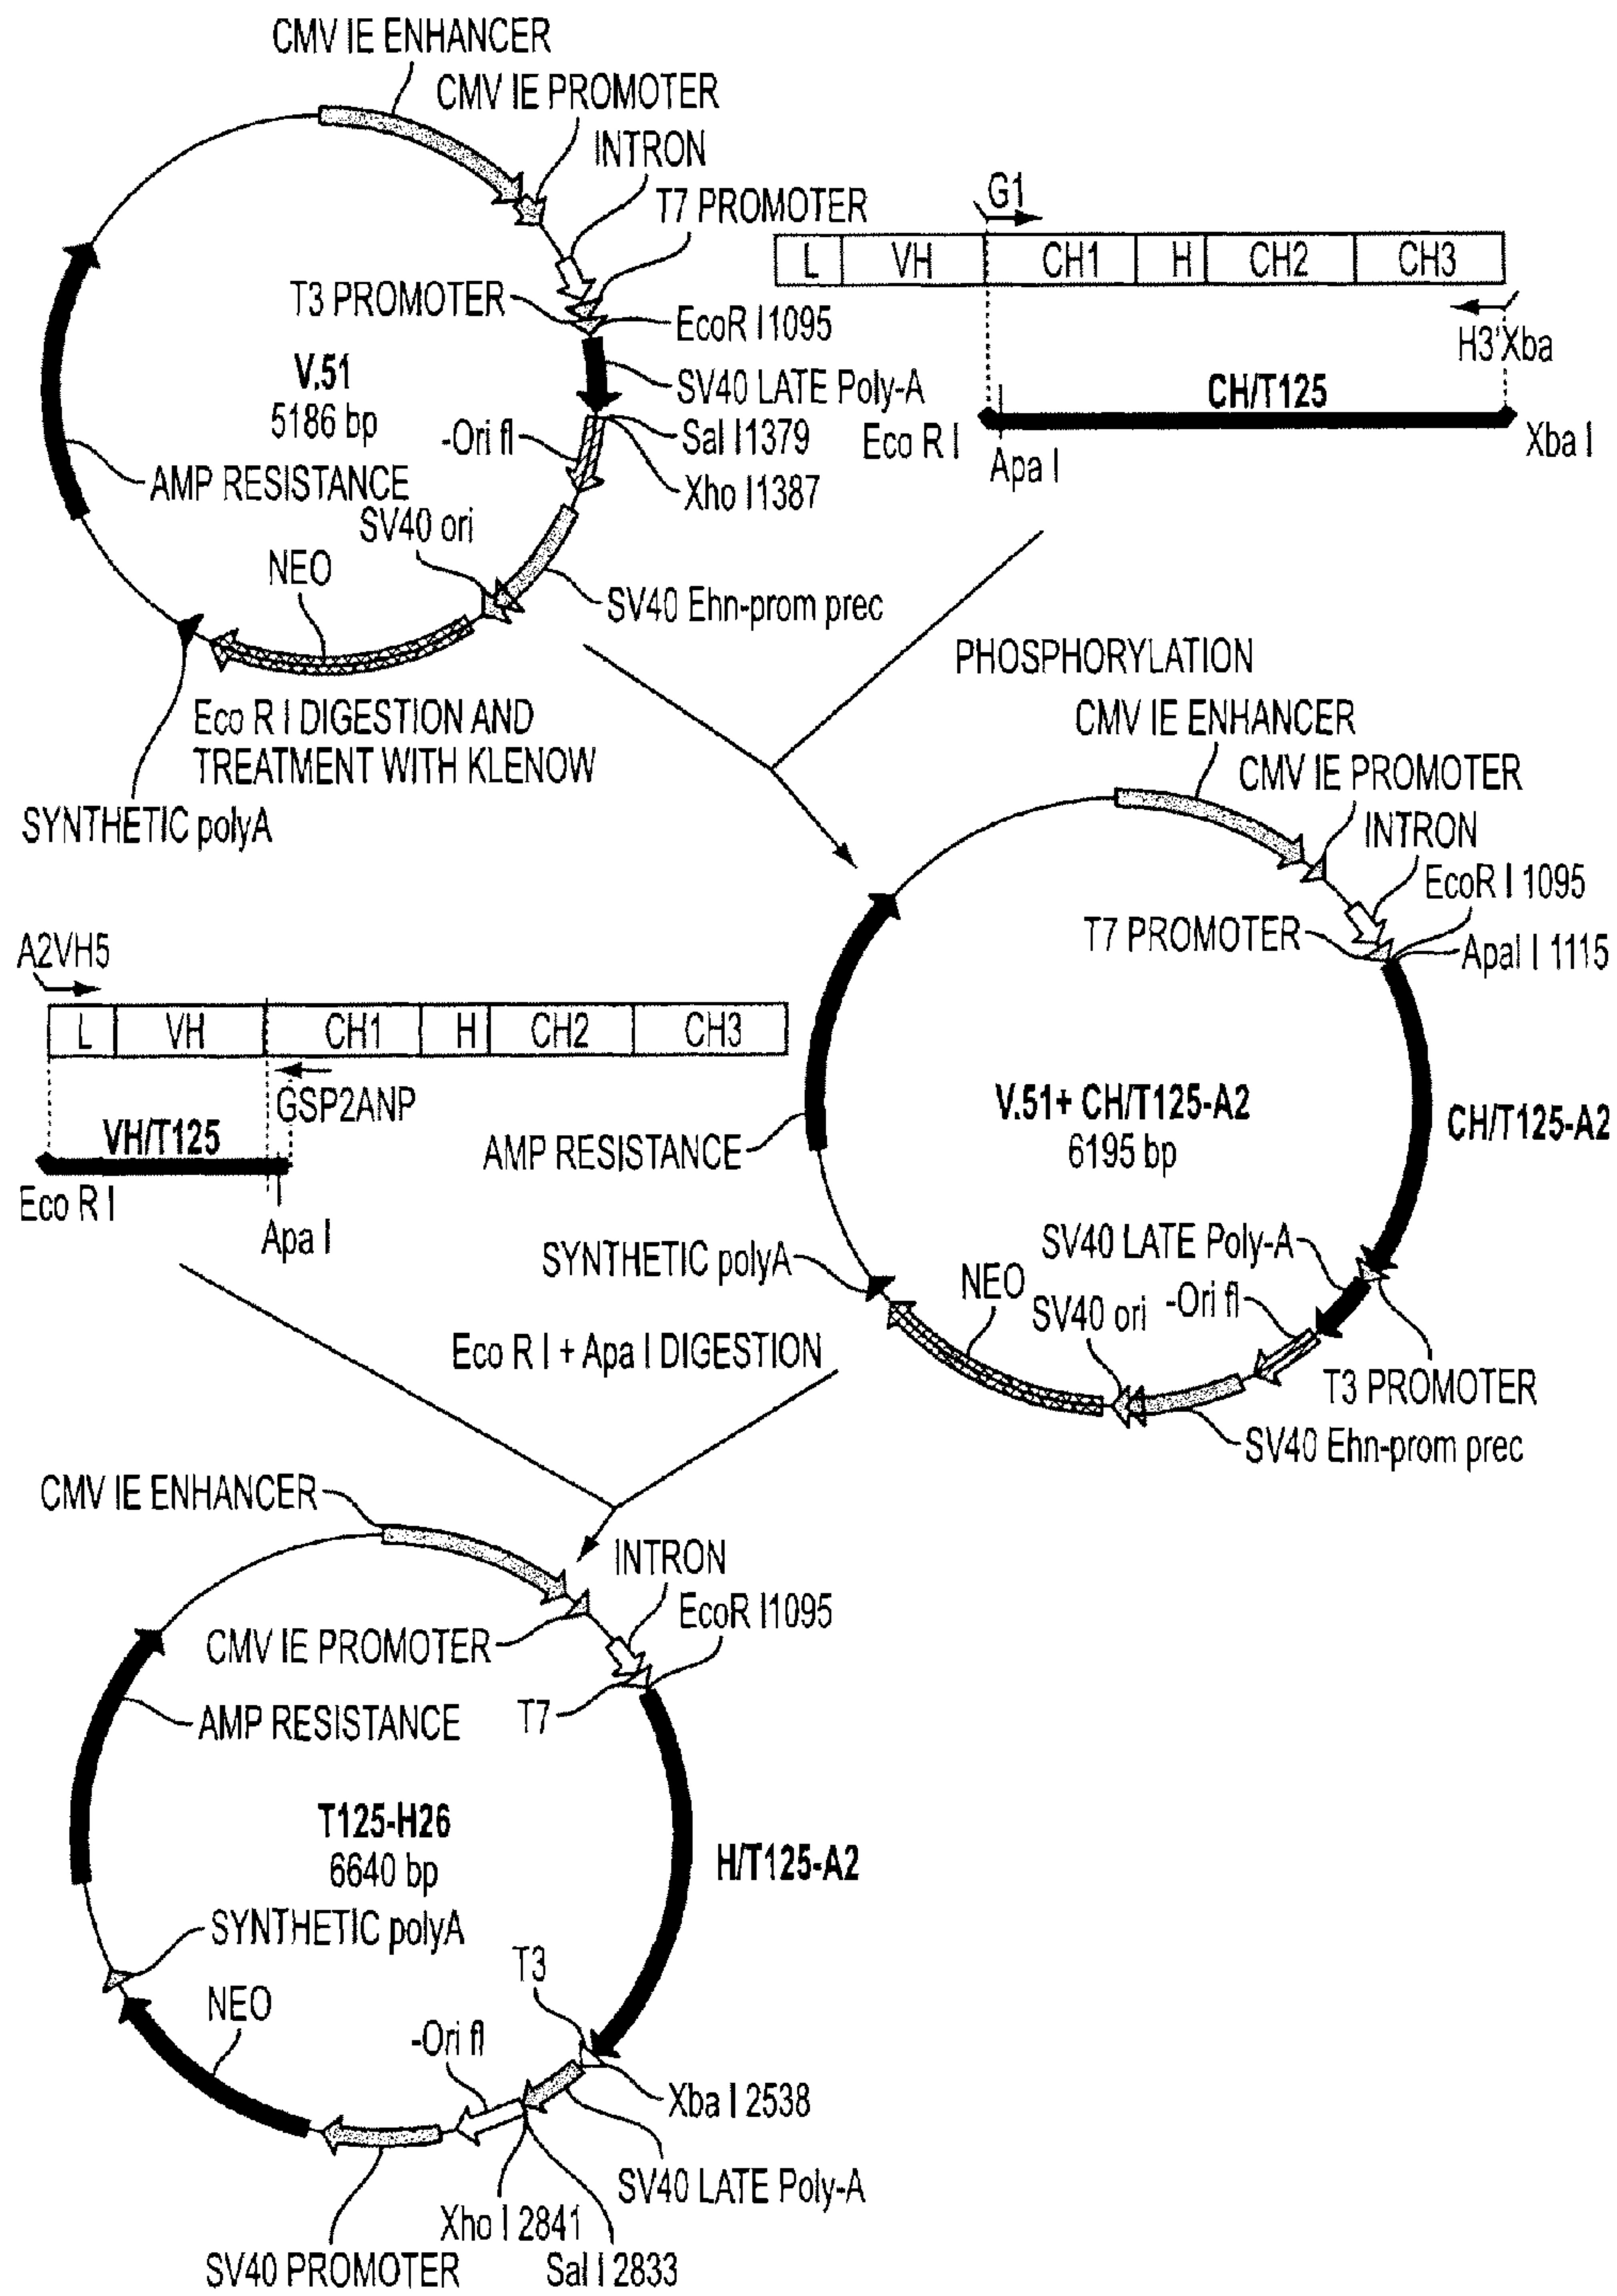 CMV IE ENHANCER
CMV IE PROMOTER
INTRON
T7 PROMOTER
T3 PROMOTER
EcoR I1095
V.51
5186 bp
SV40 LATE Poly-A
-Ori fl
Sal I1379
Xho I1387
AMP RESISTANCE
SV40 ori
NEO
SV40 Ehn-prom prec
Eco R I DIGESTION AND
TREATMENT WITH KLENOW
SYNTHETIC polyA
G1
L VH CH1 H CH2 CH3
H3'Xba
CH/T125
Eco R I
Apa I
Xba I
PHOSPHORYLATION
CMV IE ENHANCER
CMV IE PROMOTER
INTRON
EcoR I 1095
T7 PROMOTER
Apal I 1115
V.51+ CH/T125-A2
6195 bp
CH/T125-A2
AMP RESISTANCE
SV40 LATE Poly-A
SYNTHETIC polyA
NEO
SV40 ori
-Ori fl
T3 PROMOTER
SV40 Ehn-prom prec
A2VH5
L VH CH1 H CH2 CH3
GSP2ANP
VH/T125
Eco R I
Apa I
Eco R I + Apa I DIGESTION
CMV IE ENHANCER
INTRON
EcoR I1095
CMV IE PROMOTER
T7
AMP RESISTANCE
T125-H26
6640 bp
H/T125-A2
SYNTHETIC polyA
T3
NEO
-Ori fl
Xba I 2538
SV40 LATE Poly-A
Xho I 2841
SV40 PROMOTER
Sal I 2833